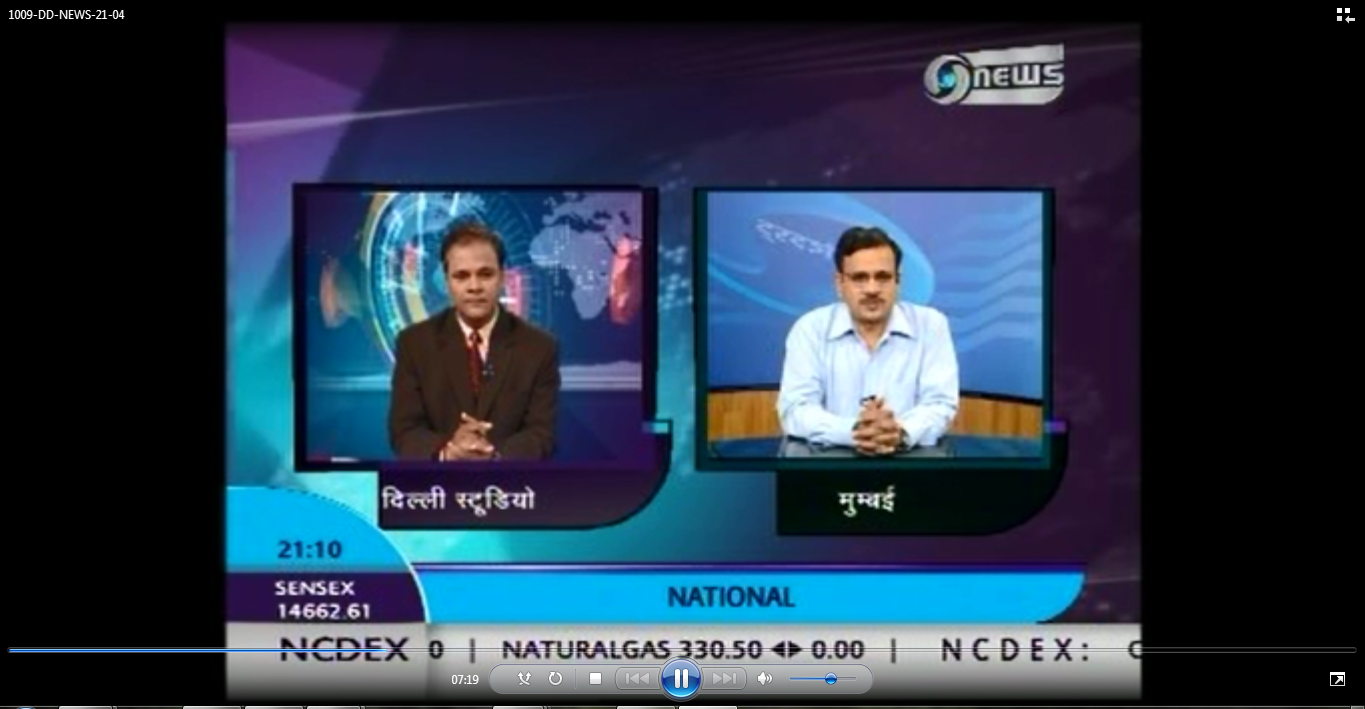 1009-DD-NEWS-21-04
news
दिल्ली स्टूडियो
मुम्बई
21:10
SENSEX
14662.61
NATIONAL
NCDEX 0 | NATURALGAS 330.50 ◂▸ 0.00 | NCDEX:
07:19